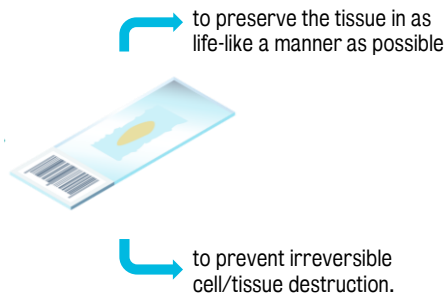 to preserve the tissue in as
life-like a manner as possible
to prevent irreversible
cell/tissue destruction.